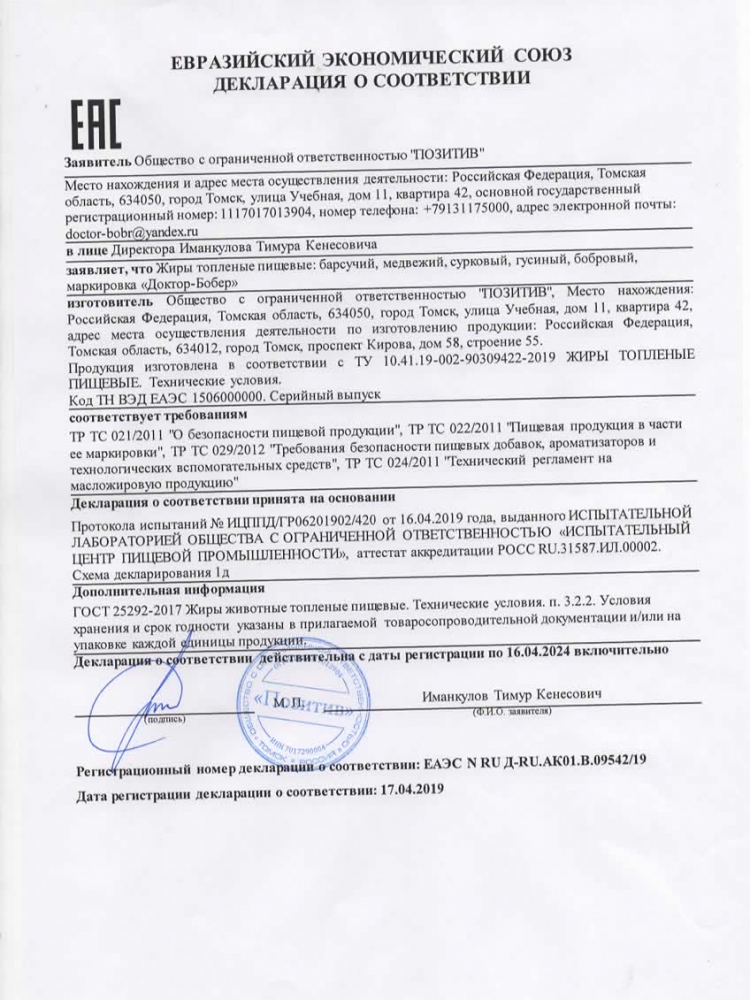 ЕВРАЗИЙСКИЙ ЭКОНОМИЧЕСКИЙ СОЮЗ
ДЕКЛАРАЦИЯ О СООТВЕТСТВИИ
ЕАС
Заявитель Общество с ограниченной ответственностью "ПОЗИТИВ"
Место нахождения и адрес места осуществления деятельности: Российская Федерация, Томская
область, 634050, город Томск, улица Учебная, дом 11, квартира 42, основной государственный
регистрационный номер: 1117017013904, номер телефона: +79131175000, адрес электронной почты:
doctor-bobr@yandex.ru
в лице Директора Иманкулова Тимура Кенесовича
заявляет, что Жиры топленые пищевые: барсучий, медвежий, сурковый, гусиный, бобровый,
маркировка «Доктор-Бобер»
изготовитель Общество с ограниченной ответственностью "ПОЗИТИВ", Место нахождения:
Российская Федерация, Томская область, 634050, город Томск, улица Учебная, дом 11, квартира 42,
адрес места осуществления деятельности по изготовлению продукции: Российская Федерация,
Томская область, 634012, город Томск, проспект Кирова, дом 58, строение 55.
Продукция изготовлена в соответствии с ТУ 10.41.19-002-90309422-2019 ЖИРЫ ТОПЛЕНЫЕ
ПИЩЕВЫЕ. Технические условия.
Код ТН ВЭД ЕАЭС 1506000000. Серийный выпуск
соответствует требованиям
ТР ТС 021/2011 "О безопасности пищевой продукции", ТР ТС 022/2011 "Пищевая продукция в части
ее маркировки", ТР ТС 029/2012 "Требования безопасности пищевых добавок, ароматизаторов и
технологических вспомогательных средств", ТР ТС 024/2011 "Технический регламент на
масложировую продукцию"
Декларация о соответствии принята на основании
Протокола испытаний № ИЦППД/ГР06201902/420 от 16.04.2019 года, выданного ИСПЫТАТЕЛЬНОЙ
ЛАБОРАТОРИЕЙ ОБЩЕСТВА С ОГРАНИЧЕННОЙ ОТВЕТСТВЕННОСТЬЮ «ИСПЫТАТЕЛЬНЫЙ
ЦЕНТР ПИЩЕВОЙ ПРОМЫШЛЕННОСТИ», аттестат аккредитации РОСС RU.31587.ИЛ.00002.
Схема декларирования 1д
Дополнительная информация
ГОСТ 25292-2017 Жиры животные топленые пищевые. Технические условия. п. 3.2.2. Условия
хранения и срок годности указаны в прилагаемой товаросопроводительной документации и/или на
упаковке каждой единицы продукции.
Декларация о соответствии действительна с даты регистрации по 16.04.2024 включительно
М.П. Иманкулов Тимур Кенесович
(подпись) (Ф.И.О. заявителя)
«Позитив»
Регистрационный номер декларации о соответствии: ЕАЭС N RU Д-RU.АК01.В.09542/19
Дата регистрации декларации о соответствии: 17.04.2019